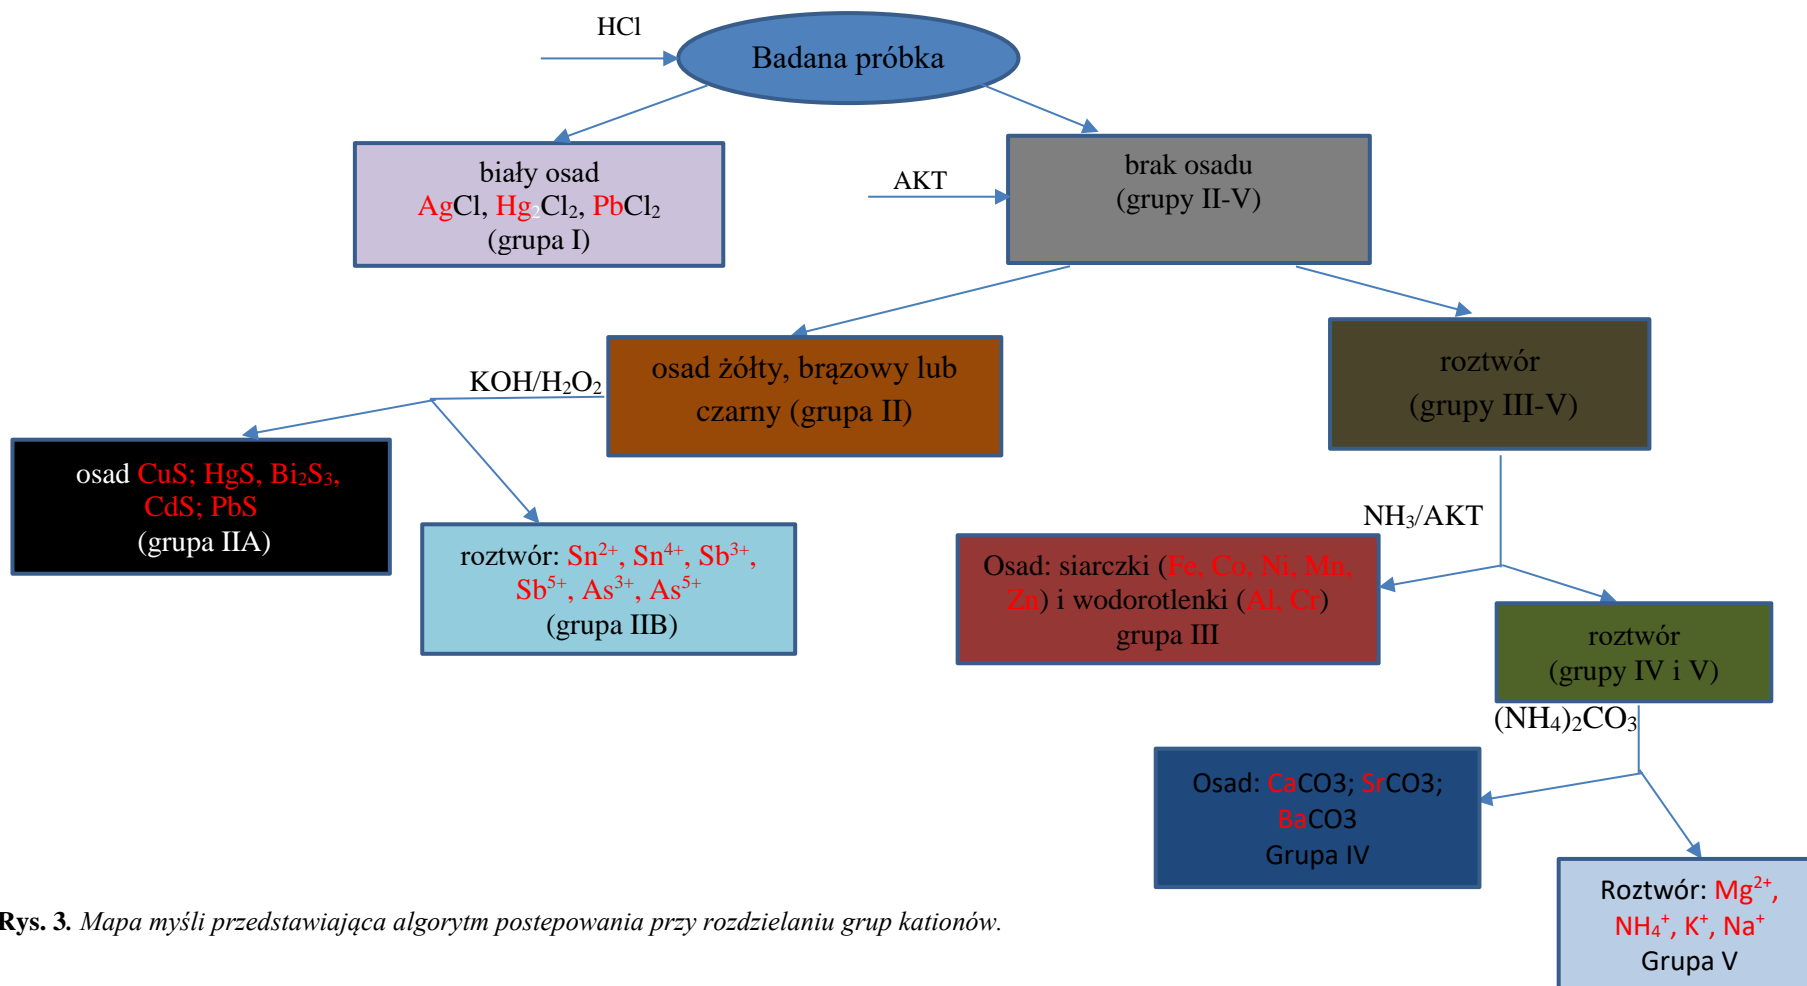 HCl
Badana próbka
biały osad
AgCl, Hg₂Cl₂, PbCl₂
(grupa I)
AKT
brak osadu
(grupy II-V)
KOH/H₂O₂
osad żółty, brązowy lub
czarny (grupa II)
roztwór
(grupy III-V)
osad CuS; HgS, Bi₂S₃,
CdS; PbS
(grupa IIA)
roztwór: Sn²⁺, Sn⁴⁺, Sb³⁺,
Sb⁵⁺, As³⁺, As⁵⁺
(grupa IIB)
NH₃/AKT
Osad: siarczki (Fe, Co, Ni, Mn,
Zn) i wodorotlenki (Al, Cr)
grupa III
roztwór
(grupy IV i V)
(NH₄)₂CO₃
Osad: CaCO3; SrCO3;
BaCO3
Grupa IV
Roztwór: Mg²⁺,
NH₄⁺, K⁺, Na⁺
Grupa V
Rys. 3. Mapa myśli przedstawiająca algorytm postepowania przy rozdzielaniu grup kationów.